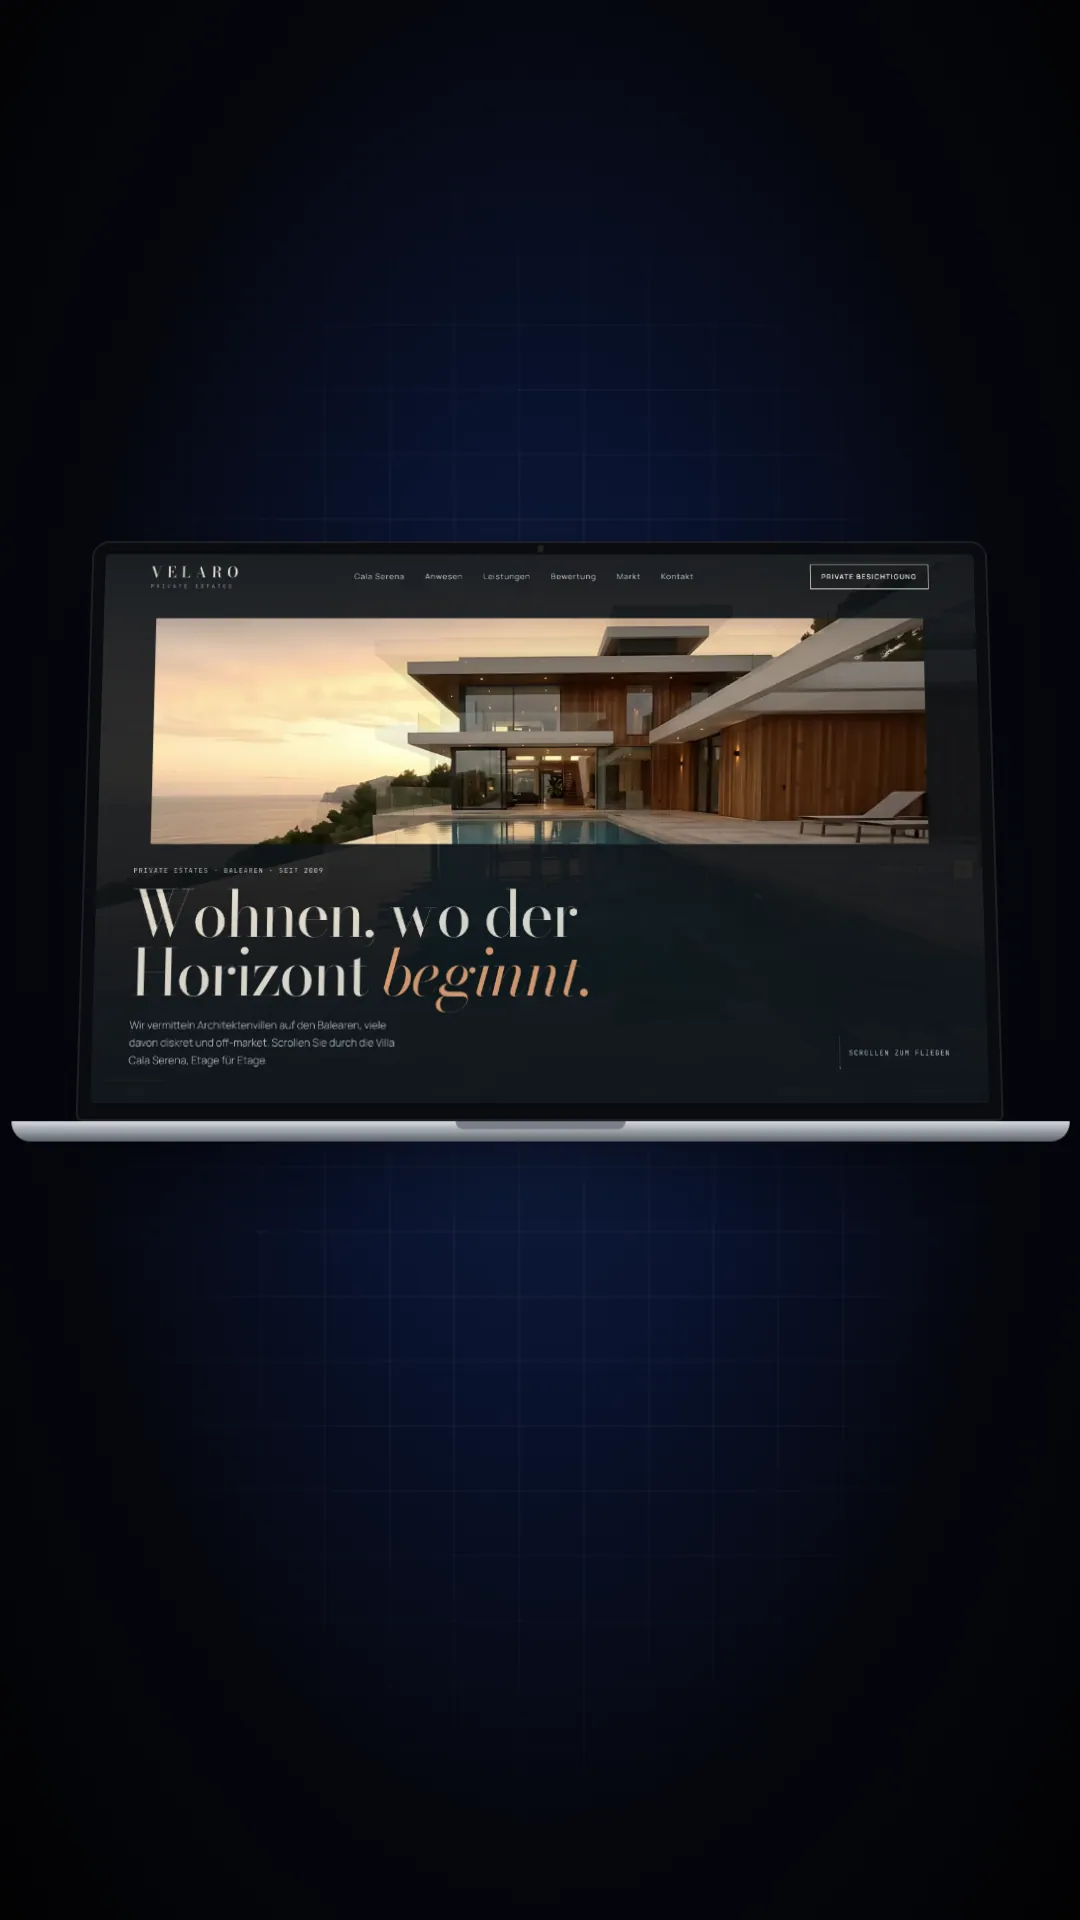 VELARO
PRIVATE ESTATES
Cala Serena Anwesen Leistungen Bewertung Markt Kontakt
PRIVATE BESICHTIGUNG
PRIVATE ESTATES · BALEAREN · SEIT 2009
Wohnen, wo der
Horizont beginnt.
Wir vermitteln Architektenvillen auf den Balearen, viele
davon diskret und off-market. Scrollen Sie durch die Villa
Cala Serena, Etage für Etage.
SCROLLEN ZUM FLIEGEN